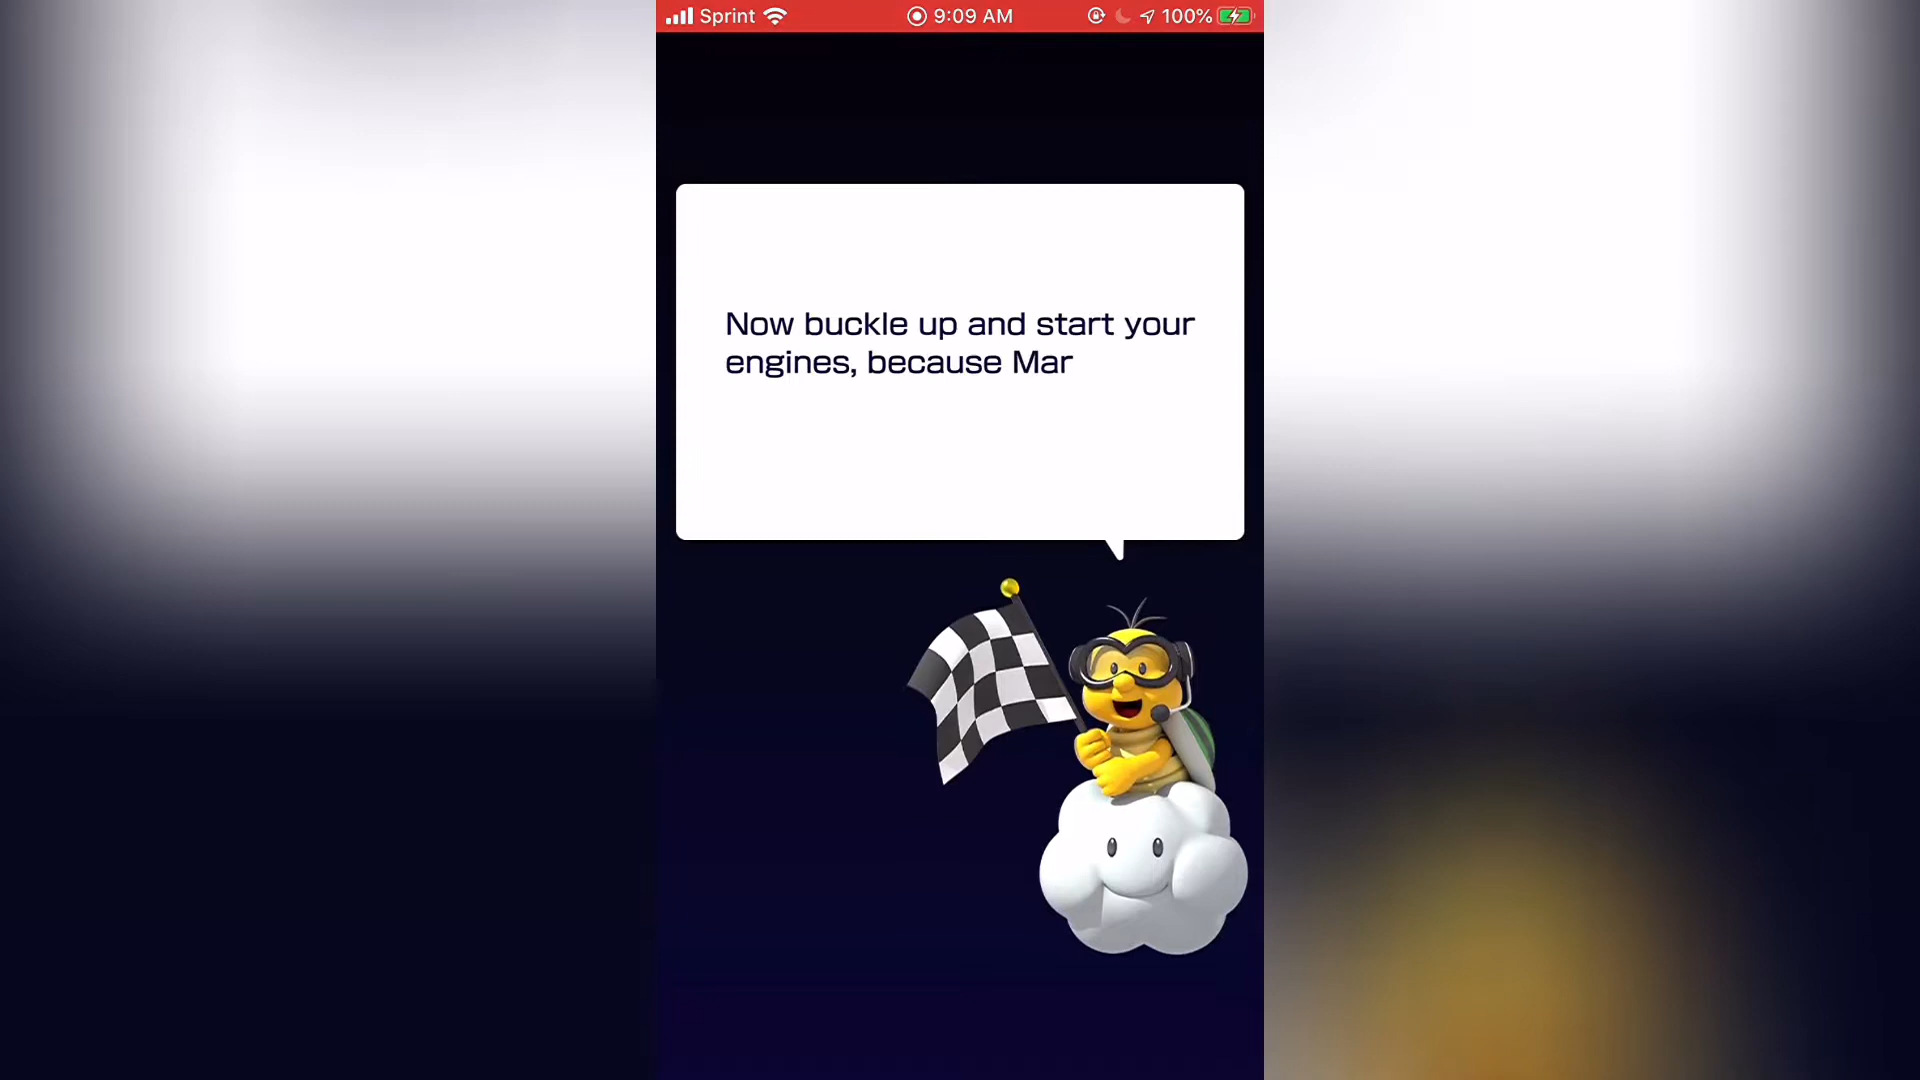 Sprint 9:09 AM 100%
Now buckle up and start your
engines, because Mar